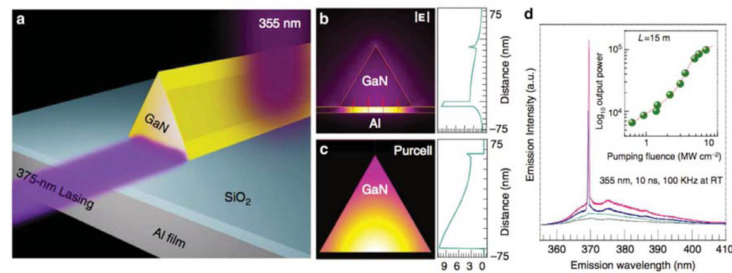 a
355 nm
GaN
375-nm Lasing
SiO2
Al film
b
|E|
GaN
Al
75
Distance (nm)
−75
c
Purcell
GaN
75
Distance (nm)
−75
9 6 3 0
d
Emission Intensity (a.u.)
L=15 m
Log10 output power
10^5
10^4
1
10
Pumping fluence (MW cm−2)
355 nm, 10 ns, 100 KHz at RT
360 370 380 390 400 410
Emission wavelength (nm)